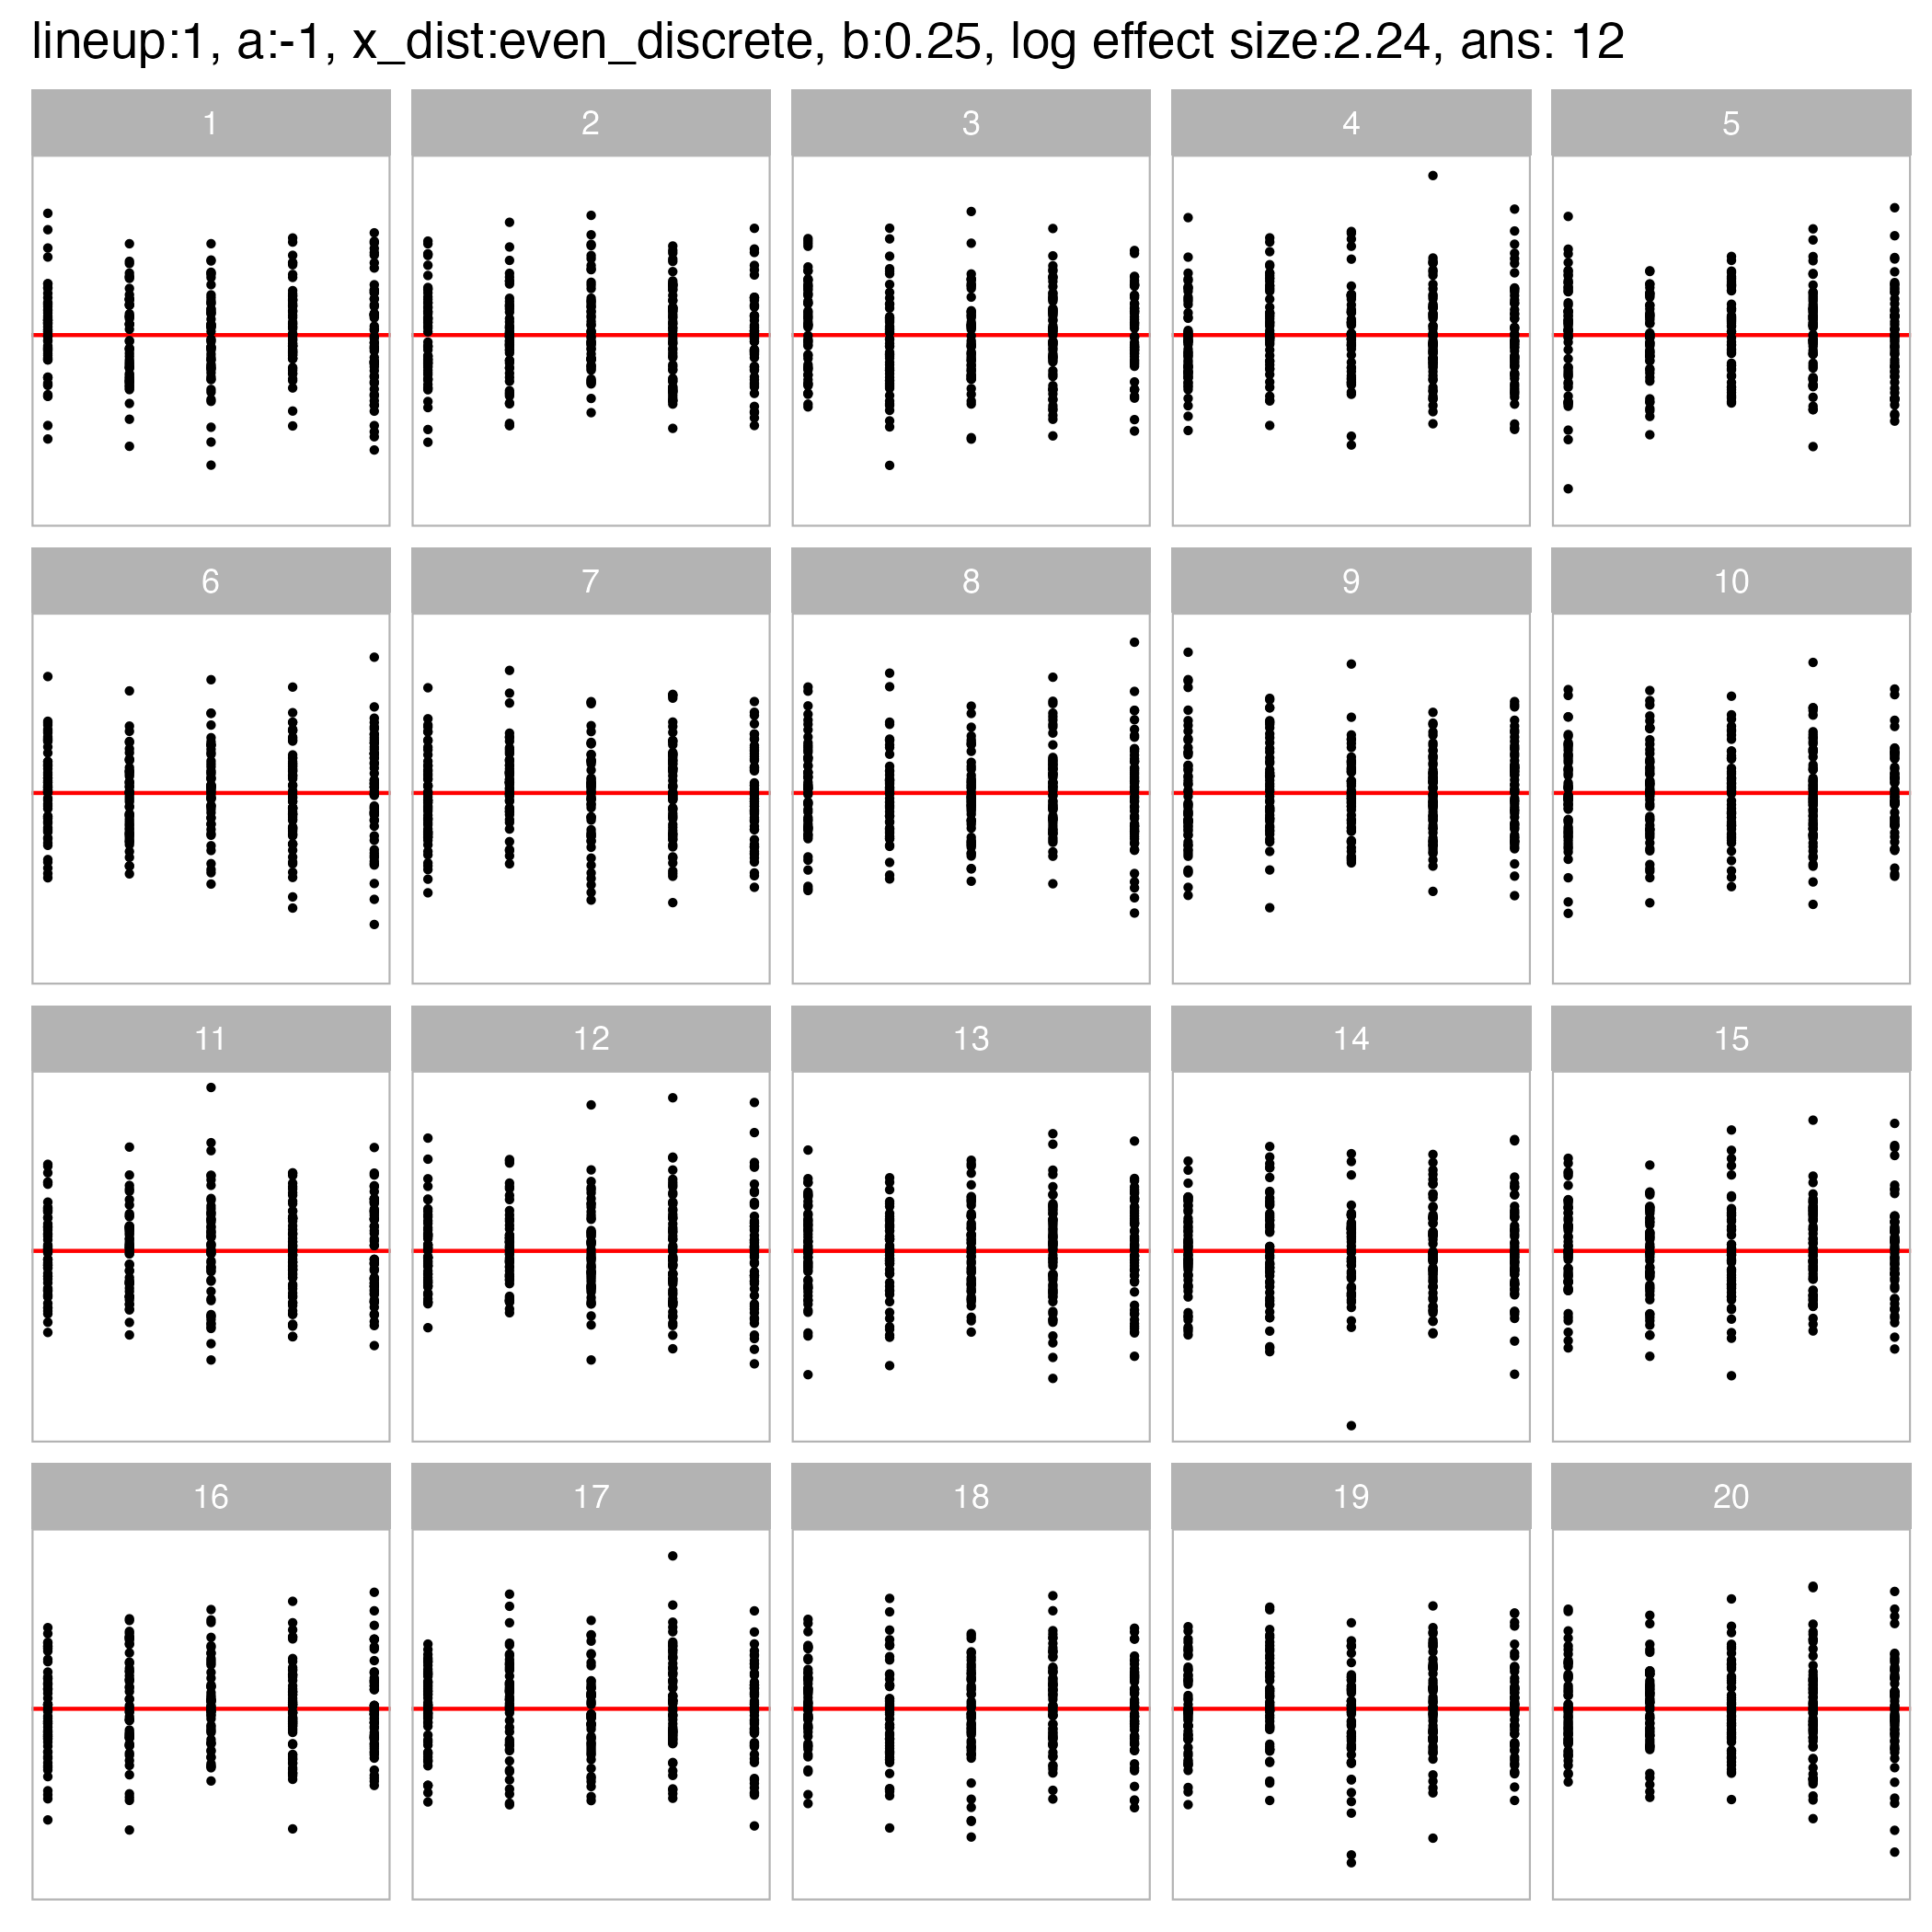 lineup:1, a:-1, x_dist:even_discrete, b:0.25, log effect size:2.24, ans: 12
1 2 3 4 5
6 7 8 9 10
11 12 13 14 15
16 17 18 19 20